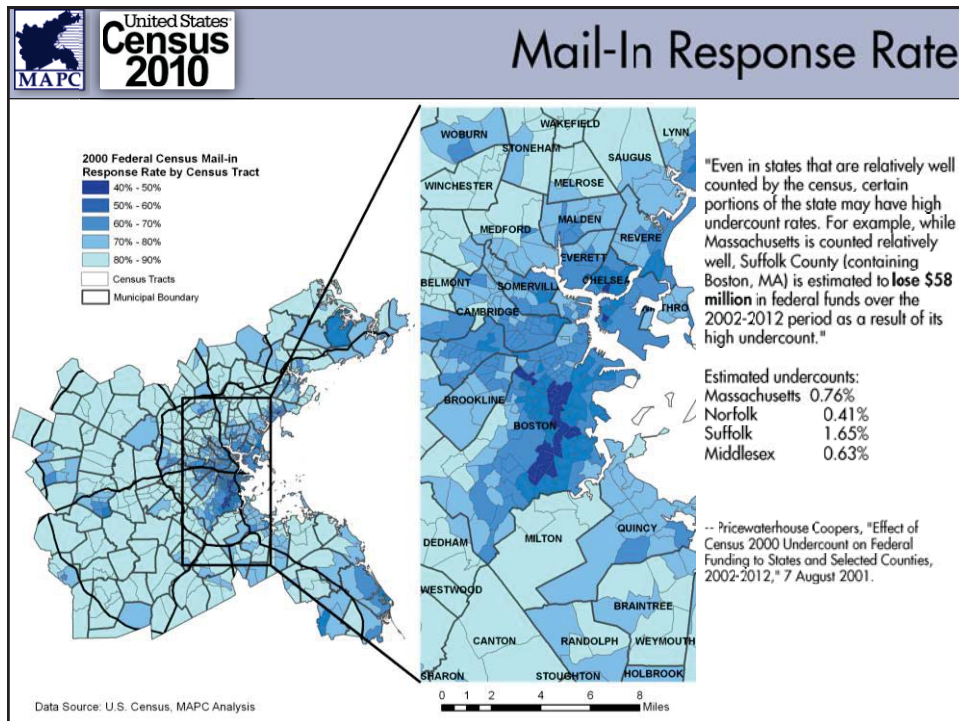 MAPC
United States
Census
2010
Mail-In Response Rate
2000 Federal Census Mail-in
Response Rate by Census Tract
40% - 50%
50% - 60%
60% - 70%
70% - 80%
80% - 90%
Census Tracts
Municipal Boundary
WOBURN
WAKEFIELD
STONEHAM
LYNN
SAUGUS
WINCHESTER
MELROSE
MALDEN
MEDFORD
REVERE
EVERETT
BELMONT
SOMERVILL
CHELSEA
CAMBRIDGE
THRO
BROOKLINE
BOSTON
DEDHAM
MILTON
QUINCY
WESTWOOD
BRAINTREE
CANTON
RANDOLPH
WEYMOUTH
SHARON
STOUGHTON
HOLBROOK
0 1 2 4 6 8
Miles
"Even in states that are relatively well
counted by the census, certain
portions of the state may have high
undercount rates. For example, while
Massachusetts is counted relatively
well, Suffolk County (containing
Boston, MA) is estimated to lose $58
million in federal funds over the
2002-2012 period as a result of its
high undercount."
Estimated undercounts:
Massachusetts 0.76%
Norfolk 0.41%
Suffolk 1.65%
Middlesex 0.63%
-- Pricewaterhouse Coopers, "Effect of
Census 2000 Undercount on Federal
Funding to States and Selected Counties,
2002-2012," 7 August 2001.
Data Source: U.S. Census, MAPC Analysis